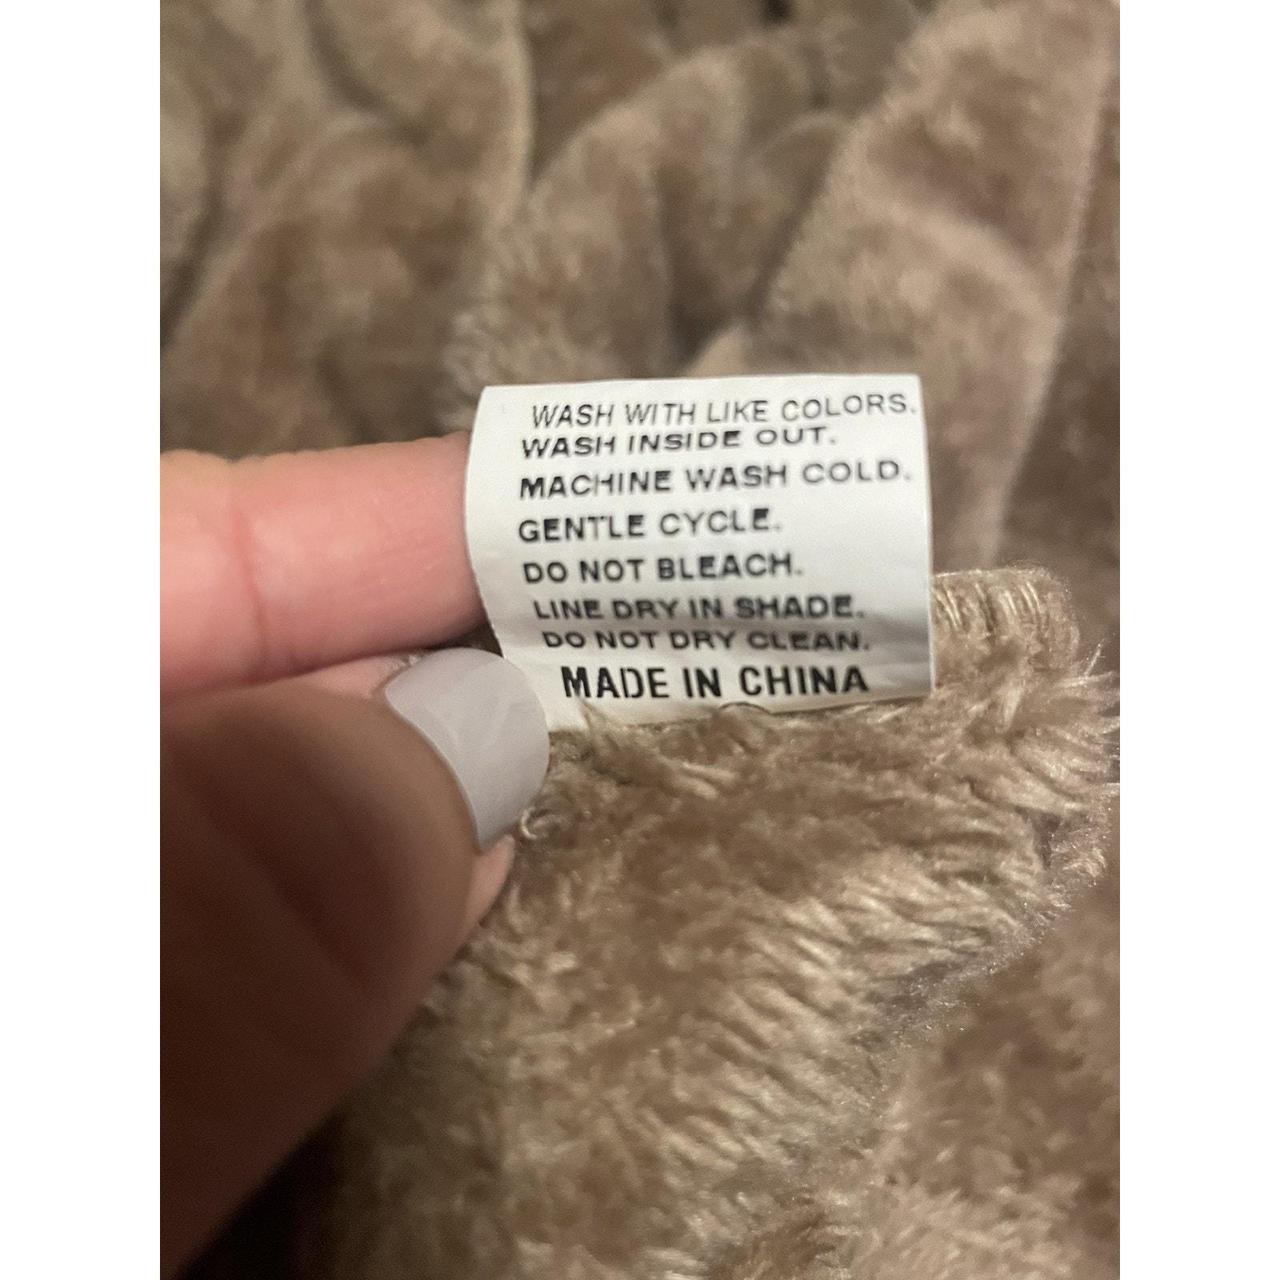 WASH WITH LIKE COLORS.
WASH INSIDE OUT.
MACHINE WASH COLD.
GENTLE CYCLE.
DO NOT BLEACH.
LINE DRY IN SHADE.
DO NOT DRY CLEAN.
MADE IN CHINA